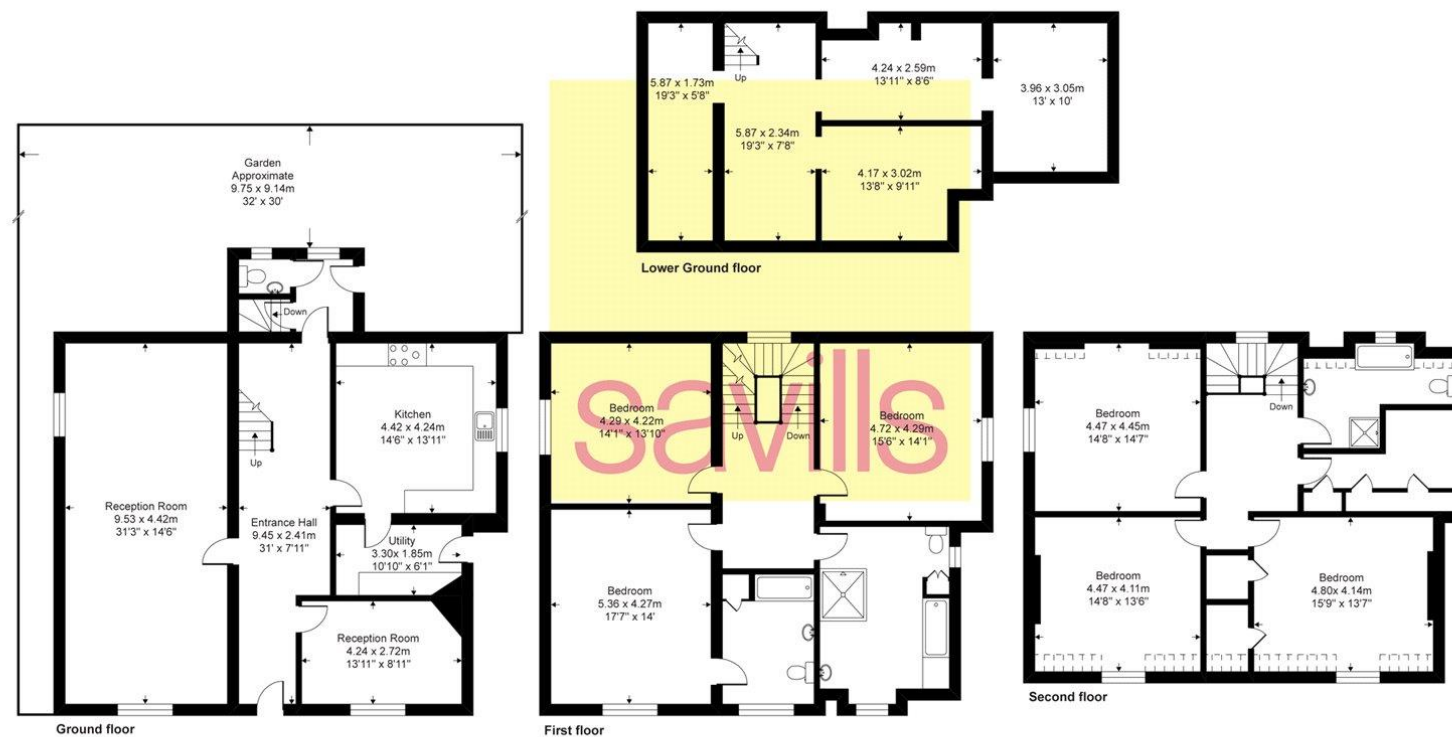 5.87 x 1.73m
19'3" x 5'8"
Up
5.87 x 2.34m
19'3" x 7'8"
4.24 x 2.59m
13'11" x 8'6"
3.96 x 3.05m
13' x 10'
4.17 x 3.02m
13'8" x 9'11"
Lower Ground floor
Garden
Approximate
9.75 x 9.14m
32' x 30'
Down
Kitchen
4.42 x 4.24m
14'6" x 13'11"
Up
Reception Room
9.53 x 4.42m
31'3" x 14'6"
Entrance Hall
9.45 x 2.41m
31' x 7'11"
Utility
3.30x 1.85m
10'10" x 6'1"
Reception Room
4.24 x 2.72m
13'11" x 8'11"
Ground floor
savills
Bedroom
4.29 x 4.22m
14'1" x 13'10"
Up
Down
Bedroom
4.72 x 4.29m
15'6" x 14'1"
Bedroom
5.36 x 4.27m
17'7" x 14'
First floor
Bedroom
4.47 x 4.45m
14'8" x 14'7"
Down
Bedroom
4.47 x 4.11m
14'8" x 13'6"
Bedroom
4.80x 4.14m
15'9" x 13'7"
Second floor